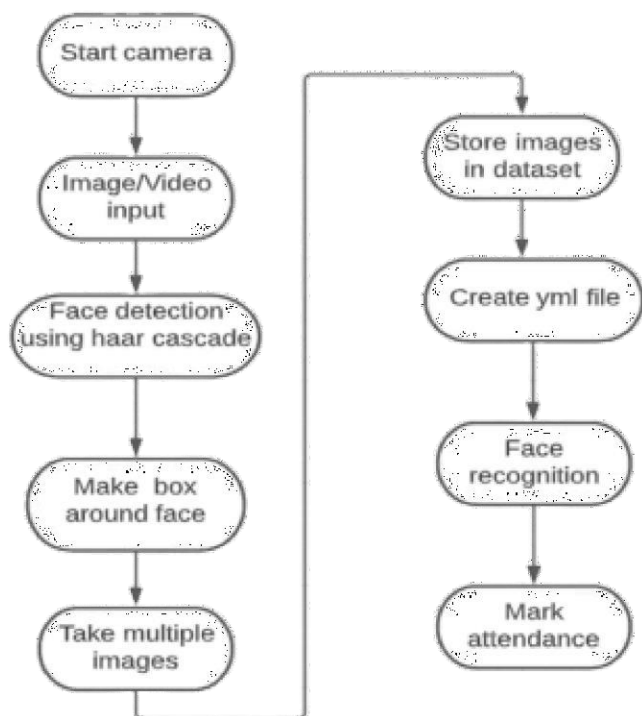 Start camera
Image/Video
input
Face detection
using haar cascade
Make box
around face
Take multiple
images
Store images
in dataset
Create yml file
Face
recognition
Mark
attendance